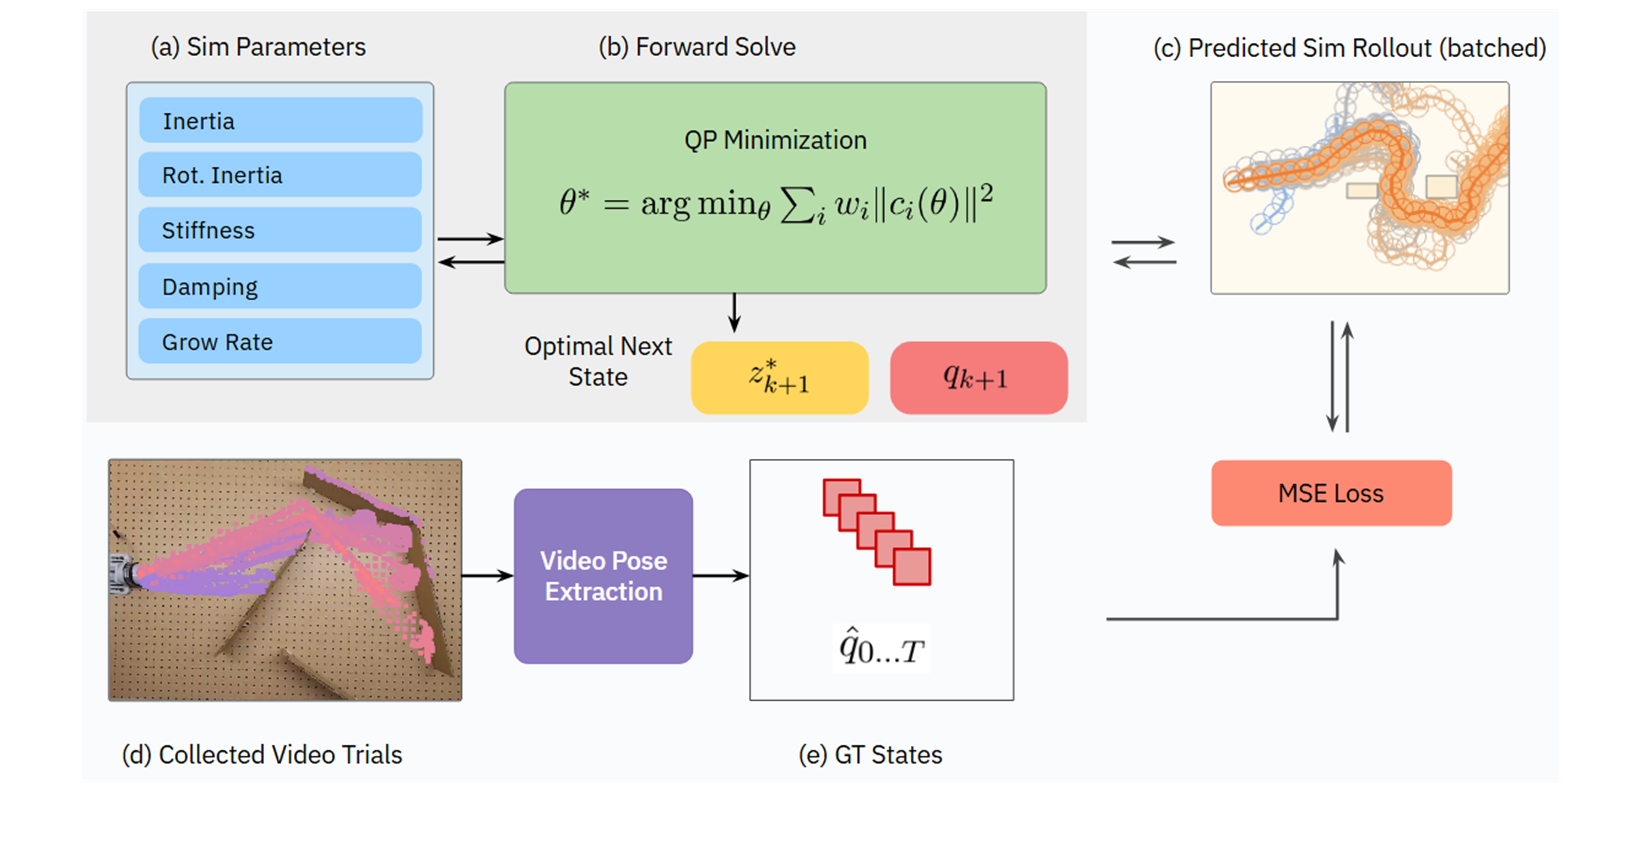 (a) Sim Parameters
Inertia
Rot. Inertia
Stiffness
Damping
Grow Rate
(b) Forward Solve
QP Minimization
θ* = arg min_θ ∑_i w_i‖c_i(θ)‖²
Optimal Next
State
z*_{k+1}
q_{k+1}
(c) Predicted Sim Rollout (batched)
MSE Loss
Video Pose
Extraction
q̂_{0...T}
(d) Collected Video Trials
(e) GT States